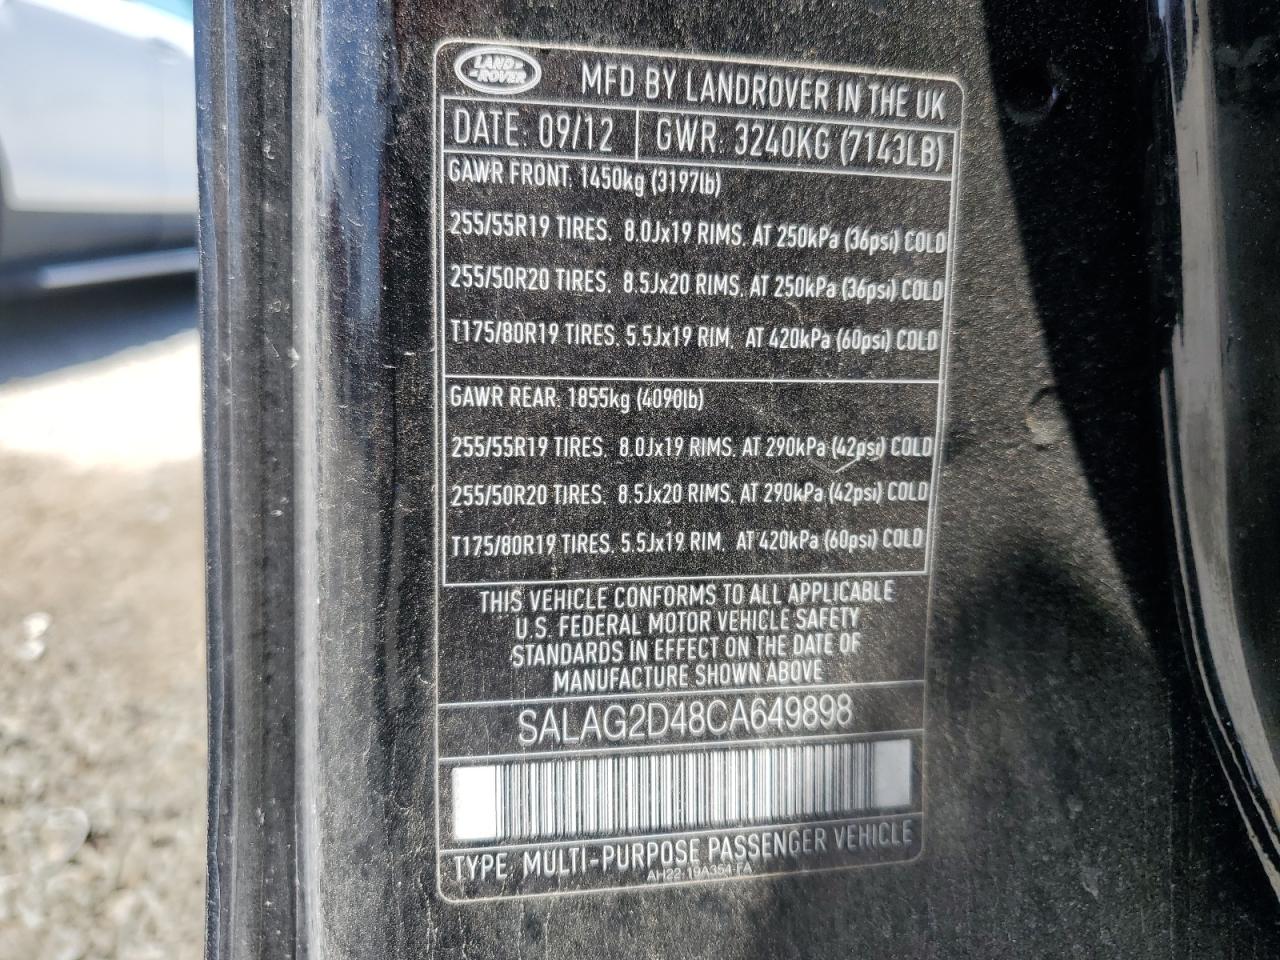 LAND ROVER
MFD BY LANDROVER IN THE UK
DATE: 09/12 GWR: 3240KG (7143LB)
GAWR FRONT: 1450kg (3197lb)
255/55R19 TIRES, 8.0Jx19 RIMS, AT 250kPa (36psi) COLD
255/50R20 TIRES, 8.5Jx20 RIMS, AT 250kPa (36psi) COLD
T175/80R19 TIRES, 5.5Jx19 RIM, AT 420kPa (60psi) COLD
GAWR REAR: 1855kg (4090lb)
255/55R19 TIRES, 8.0Jx19 RIMS, AT 290kPa (42psi) COLD
255/50R20 TIRES, 8.5Jx20 RIMS, AT 290kPa (42psi) COLD
T175/80R19 TIRES, 5.5Jx19 RIM, AT 420kPa (60psi) COLD
THIS VEHICLE CONFORMS TO ALL APPLICABLE
U.S. FEDERAL MOTOR VEHICLE SAFETY
STANDARDS IN EFFECT ON THE DATE OF
MANUFACTURE SHOWN ABOVE
SALAG2D48CA649898
TYPE: MULTI-PURPOSE PASSENGER VEHICLE
AH22-19A354-FA